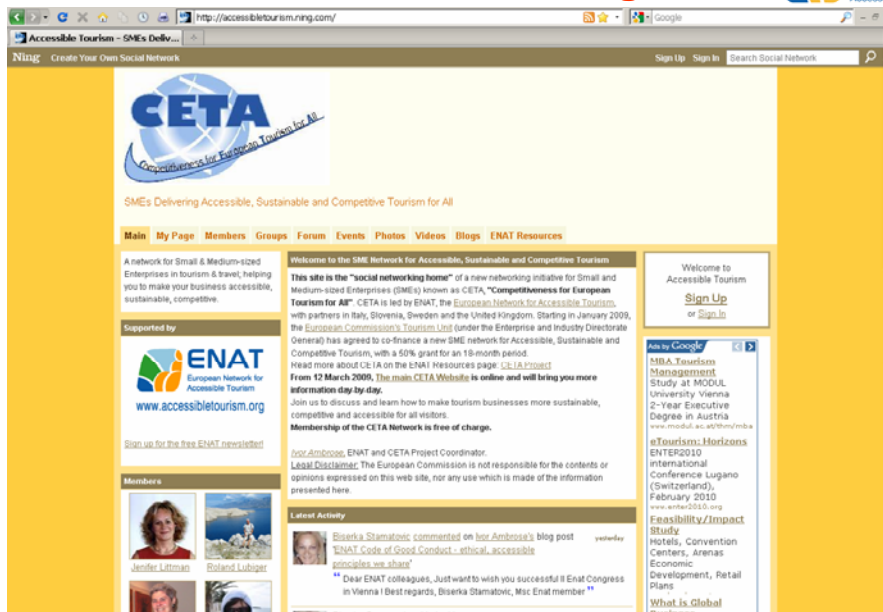 http://accessibletourism.ning.com/
Google
Accessible Tourism - SMEs Deliv...
Ning Create Your Own Social Network
Sign Up Sign In Search Social Network
CETA
Competitiveness for European Tourism for All
SMEs Delivering Accessible, Sustainable and Competitive Tourism for All
Main My Page Members Groups Forum Events Photos Videos Blogs ENAT Resources
A network for Small & Medium-sized
Enterprises in tourism & travel; helping
you to make your business accessible,
sustainable, competitive.
Supported by
ENAT
European Network for
Accessible Tourism
www.accessibletourism.org
Sign up for the free ENAT newsletter!
Members
Jenifer Littman Roland Lubiger
Welcome to the SME Network for Accessible, Sustainable and Competitive Tourism
This site is the "social networking home" of a new networking initiative for Small and
Medium-sized Enterprises (SMEs) known as CETA, "Competitiveness for European
Tourism for All". CETA is led by ENAT, the European Network for Accessible Tourism,
with partners in Italy, Slovenia, Sweden and the United Kingdom. Starting in January 2009,
the European Commission's Tourism Unit (under the Enterprise and Industry Directorate
General) has agreed to co-finance a new SME network for Accessible, Sustainable and
Competitive Tourism, with a 50% grant for an 18-month period.
Read more about CETA on the ENAT Resources page: CETA Project
From 12 March 2009, The main CETA Website is online and will bring you more
information day-by-day.
Join us to discuss and learn how to make tourism businesses more sustainable,
competitive and accessible for all visitors.
Membership of the CETA Network is free of charge.
Ivor Ambrose, ENAT and CETA Project Coordinator.
Legal Disclaimer: The European Commission is not responsible for the contents or
opinions expressed on this web site, nor any use which is made of the information
presented here.
Latest Activity
Biserka Stamatovic commented on Ivor Ambrose's blog post yesterday
'ENAT Code of Good Conduct - ethical, accessible
principles we share'
" Dear ENAT colleagues, Just want to wish you successful II Enat Congress
in Vienna ! Best regards, Biserka Stamatovic, Msc Enat member "
Welcome to
Accessible Tourism
Sign Up
or Sign In
Ads by Google
MBA Tourism
Management
Study at MODUL
University Vienna
2-Year Executive
Degree in Austria
www.modul.ac.at/thm/mba
eTourism: Horizons
ENTER2010
international
Conference Lugano
(Switzerland),
February 2010
www.enter2010.org
Feasibility/Impact
Study
Hotels, Convention
Centers, Arenas
Economic
Development, Retail
Plans
What is Global